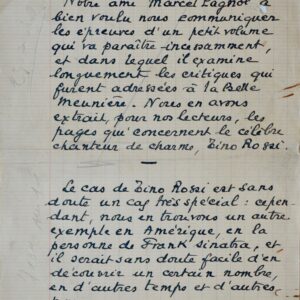 Notre ami Marcel Pagnol a
bien voulu nous communiquer
les épreuves d'un petit volume
qui va paraître incessamment,
et dans lequel il examine
longuement les critiques qui
furent adressées à la Belle
Meunière. Nous en avons
extrait, pour nos lecteurs, les
pages qui concernent le célèbre
chanteur de charme, Tino Rossi.
Le cas de Tino Rossi est sans
doute un cas très spécial : cepen-
dant, nous en trouvons un autre
exemple en Amérique, en la
personne de Frank Sinatra, et
il serait sans doute facile d'en
découvrir un certain nombre,
en d'autres temps et d'autres